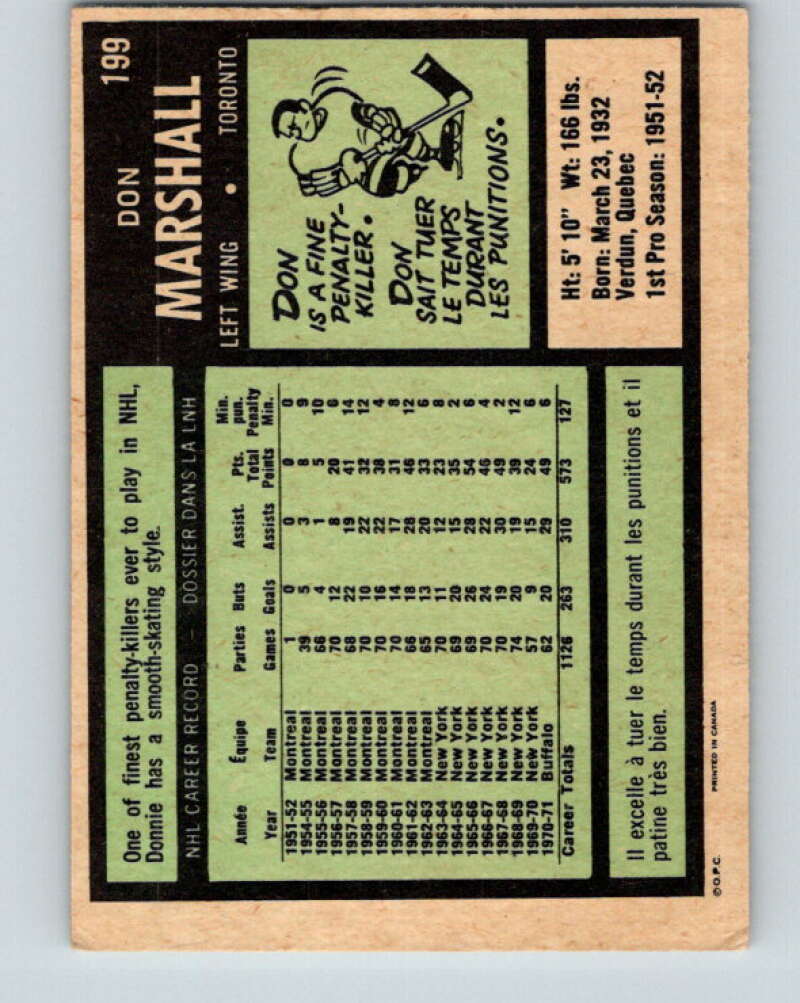 199
DON
MARSHALL
LEFT WING • TORONTO
DON
IS A FINE
PENALTY-
KILLER.
DON
SAIT TUER
LE TEMPS
DURANT
LES PUNITIONS.
Ht: 5' 10" Wt: 166 lbs.
Born: March 23, 1932
Verdun, Quebec
1st Pro Season: 1951-52
One of finest penalty-killers ever to play in NHL,
Donnie has a smooth-skating style.
NHL CAREER RECORD — DOSSIER DANS LA LNH
Année Équipe Parties Buts Assist. Pts. Total Min. pun. Penalty
Year Team Games Goals Assists Points Min.
1951-52 Montreal 1 0 0 0 0
1954-55 Montreal 39 5 3 8 9
1955-56 Montreal 66 4 1 5 10
1956-57 Montreal 70 12 8 20 6
1957-58 Montreal 68 22 19 41 14
1958-59 Montreal 70 10 22 32 12
1959-60 Montreal 70 16 22 38 4
1960-61 Montreal 70 14 17 31 8
1961-62 Montreal 66 18 28 46 12
1962-63 Montreal 65 13 20 33 6
1963-64 New York 70 11 12 23 8
1964-65 New York 69 20 15 35 2
1965-66 New York 69 26 28 54 6
1966-67 New York 70 24 22 46 4
1967-68 New York 70 19 30 49 2
1968-69 New York 74 20 19 39 12
1969-70 New York 57 9 15 24 6
1970-71 Buffalo 62 20 29 49 6
Career Totals 1126 263 310 573 127
Il excelle à tuer le temps durant les punitions et il
patine très bien.
©O.P.C. PRINTED IN CANADA